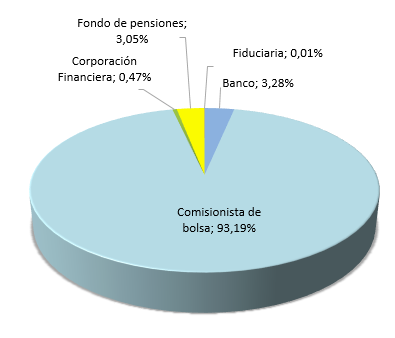 Fondo de pensiones;
3,05%
Corporación
Financiera; 0,47%
Fiduciaria; 0,01%
Banco; 3,28%
Comisionista de
bolsa; 93,19%